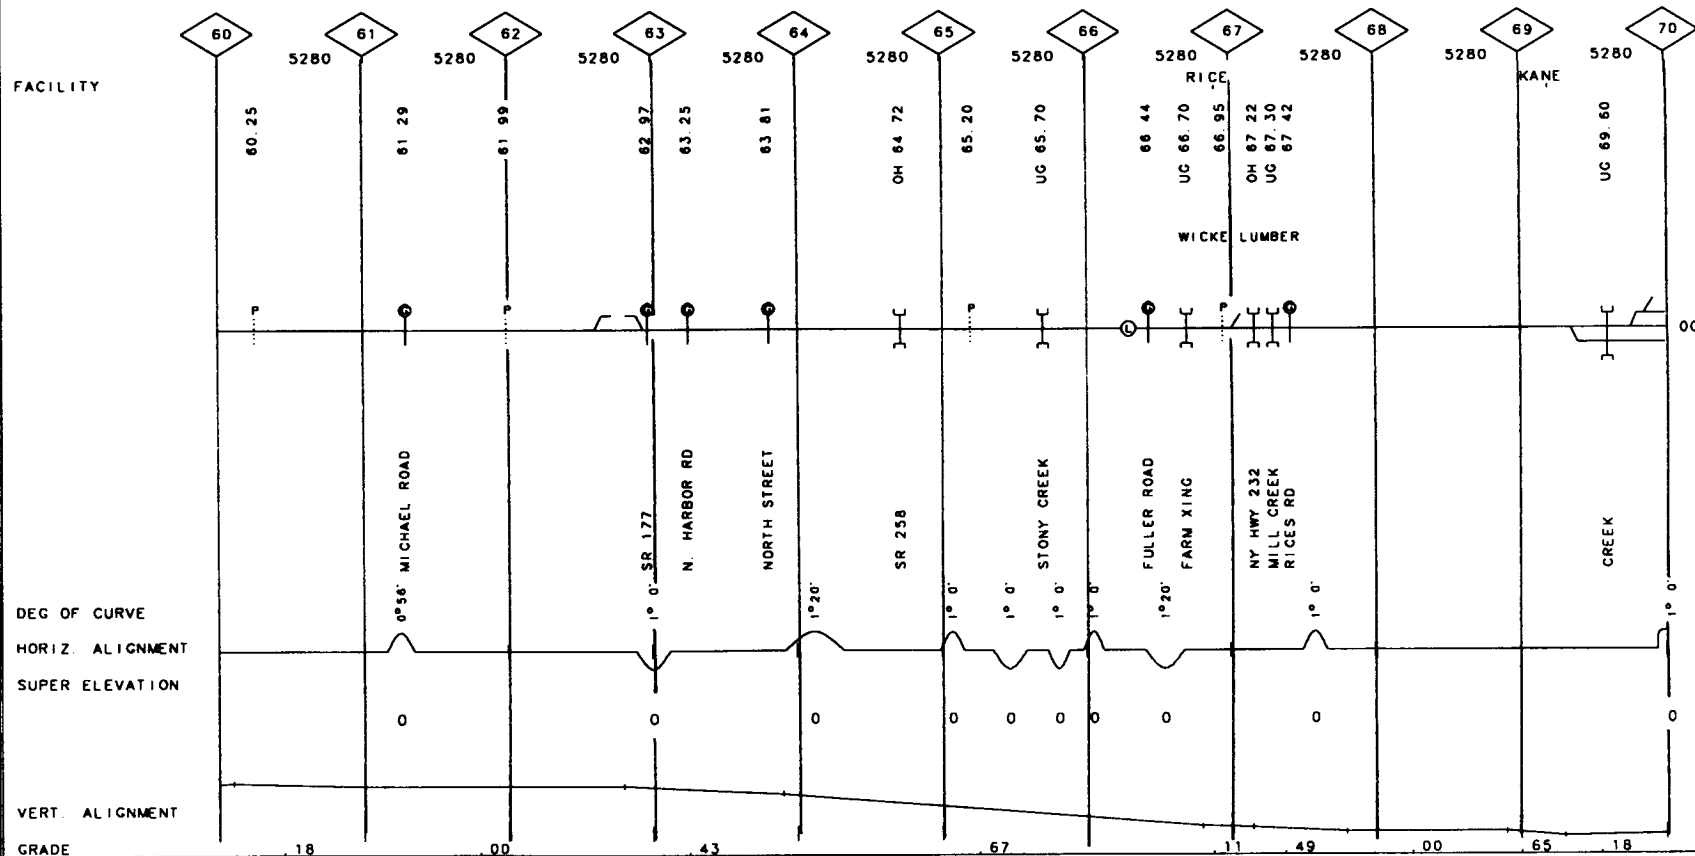 60 61 62 63 64 65 66 67 68 69 70
5280 5280 5280 5280 5280 5280 5280 5280 5280 5280
FACILITY RICE KANE
60.25 61 29 61 99 62 97 63.25 63 81 OH 64 72 65.20 UG 65.70 66 44 UG 66.70 66.95 OH 67 22 UG 67.30 67 42 UG 69.60
WICKE LUMBER
P G P G G G P L G P G 00
MICHAEL ROAD SR 177 N. HARBOR RD NORTH STREET SR 258 STONY CREEK FULLER ROAD FARM XING NY HWY 232 MILL CREEK RICES RD CREEK
DEG OF CURVE 0°56' 1° 0' 1°20' 1° 0' 1° 0' 1° 0' 1° 0' 1°20' 1° 0' 1° 0'
HORIZ. ALIGNMENT
SUPER ELEVATION
0 0 0 0 0 0 0 0 0 0
VERT. ALIGNMENT
GRADE .18 .00 .43 .67 .11 .49 .00 .65 .18